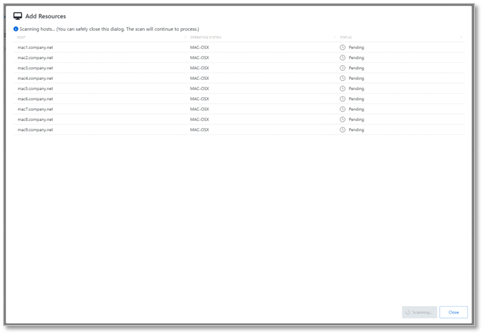 Add Resources
Scanning hosts... (You can safely close this dialog. The scan will continue to process.)
Host Status
mac1.company.net MAC-OSX Pending
mac2.company.net MAC-OSX Pending
mac3.company.net MAC-OSX Pending
mac4.company.net MAC-OSX Pending
mac5.company.net MAC-OSX Pending
mac6.company.net MAC-OSX Pending
mac7.company.net MAC-OSX Pending
mac8.company.net MAC-OSX Pending
mac9.company.net MAC-OSX Pending
Scanning... Close